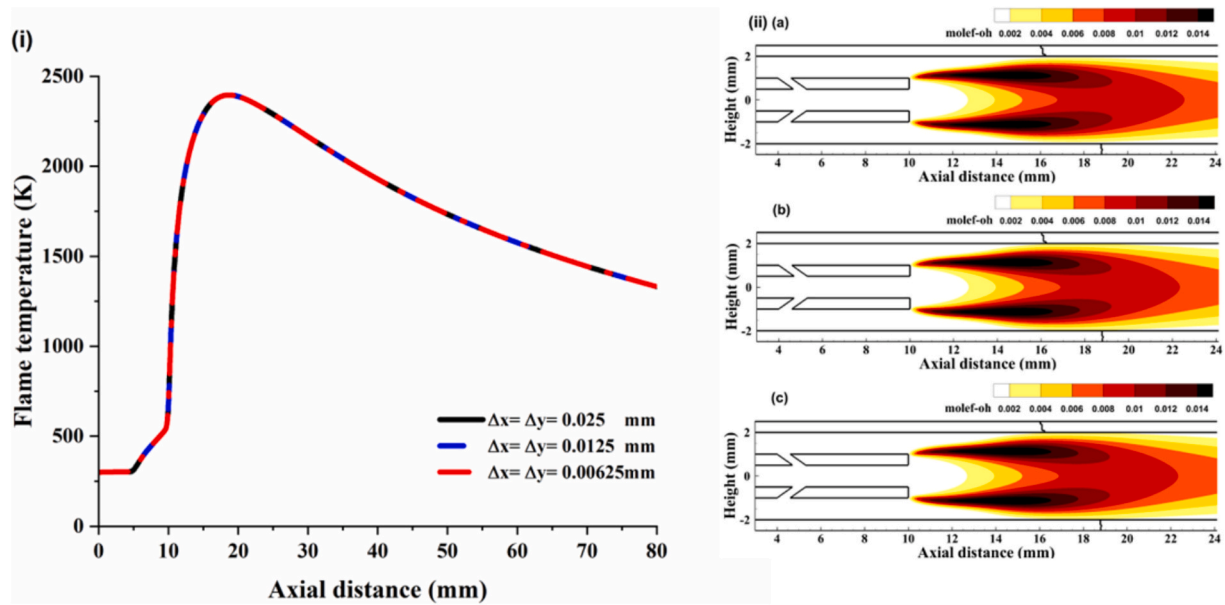 (i)
Flame temperature (K)
2500
2000
1500
1000
500
0
Δx= Δy= 0.025 mm
Δx= Δy= 0.0125 mm
Δx= Δy= 0.00625mm
0 10 20 30 40 50 60 70 80
Axial distance (mm)
(ii) (a)
molef-oh 0.002 0.004 0.006 0.008 0.01 0.012 0.014
Height (mm)
2
0
-2
4 6 8 10 12 14 16 18 20 22 24
Axial distance (mm)
(b)
molef-oh 0.002 0.004 0.006 0.008 0.01 0.012 0.014
Height (mm)
2
0
-2
4 6 8 10 12 14 16 18 20 22 24
Axial distance (mm)
(c)
molef-oh 0.002 0.004 0.006 0.008 0.01 0.012 0.014
Height (mm)
2
0
-2
4 6 8 10 12 14 16 18 20 22 24
Axial distance (mm)